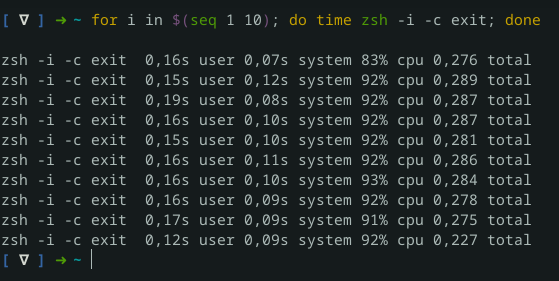 [ ∇ ] ➜ ~ for i in $(seq 1 10); do time zsh -i -c exit; done
zsh -i -c exit  0,16s user 0,07s system 83% cpu 0,276 total
zsh -i -c exit  0,15s user 0,12s system 92% cpu 0,289 total
zsh -i -c exit  0,19s user 0,08s system 92% cpu 0,287 total
zsh -i -c exit  0,16s user 0,10s system 92% cpu 0,287 total
zsh -i -c exit  0,15s user 0,10s system 92% cpu 0,281 total
zsh -i -c exit  0,16s user 0,11s system 92% cpu 0,286 total
zsh -i -c exit  0,16s user 0,10s system 93% cpu 0,284 total
zsh -i -c exit  0,16s user 0,09s system 92% cpu 0,278 total
zsh -i -c exit  0,17s user 0,09s system 91% cpu 0,275 total
zsh -i -c exit  0,12s user 0,09s system 92% cpu 0,227 total
[ ∇ ] ➜ ~